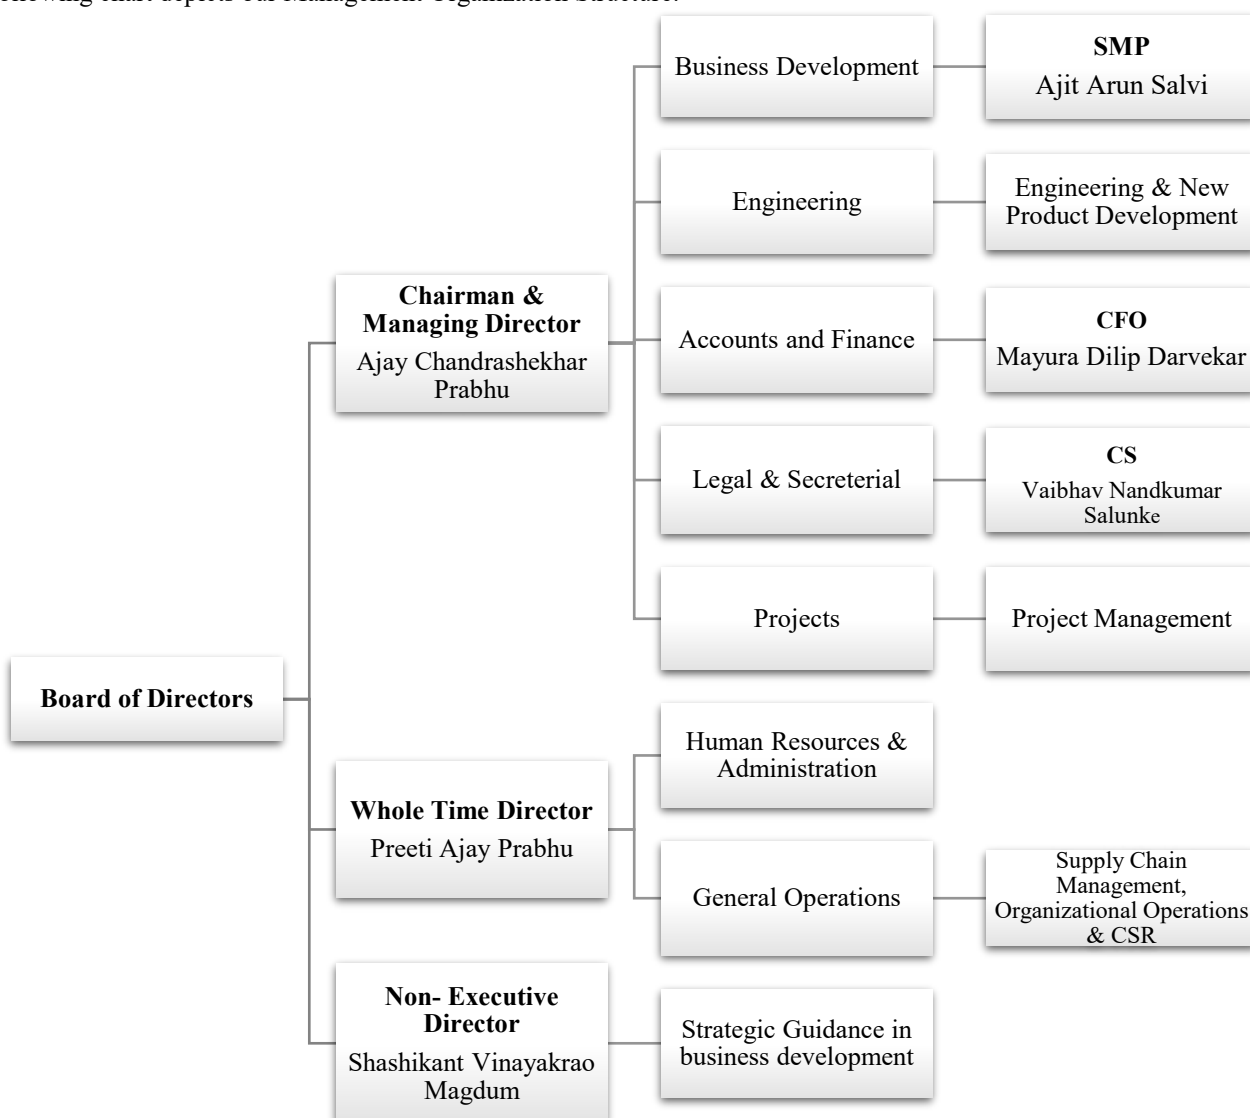 ollowing chart depicts our Management Organization Structure:
Business Development
SMP
Ajit Arun Salvi
Engineering
Engineering & New
Product Development
Chairman &
Managing Director
Ajay Chandrashekhar
Prabhu
Accounts and Finance
CFO
Mayura Dilip Darvekar
Legal & Secreterial
CS
Vaibhav Nandkumar
Salunke
Projects
Project Management
Board of Directors
Whole Time Director
Preeti Ajay Prabhu
Human Resources &
Administration
General Operations
Supply Chain
Management,
Organizational Operations
& CSR
Non- Executive
Director
Shashikant Vinayakrao
Magdum
Strategic Guidance in
business development